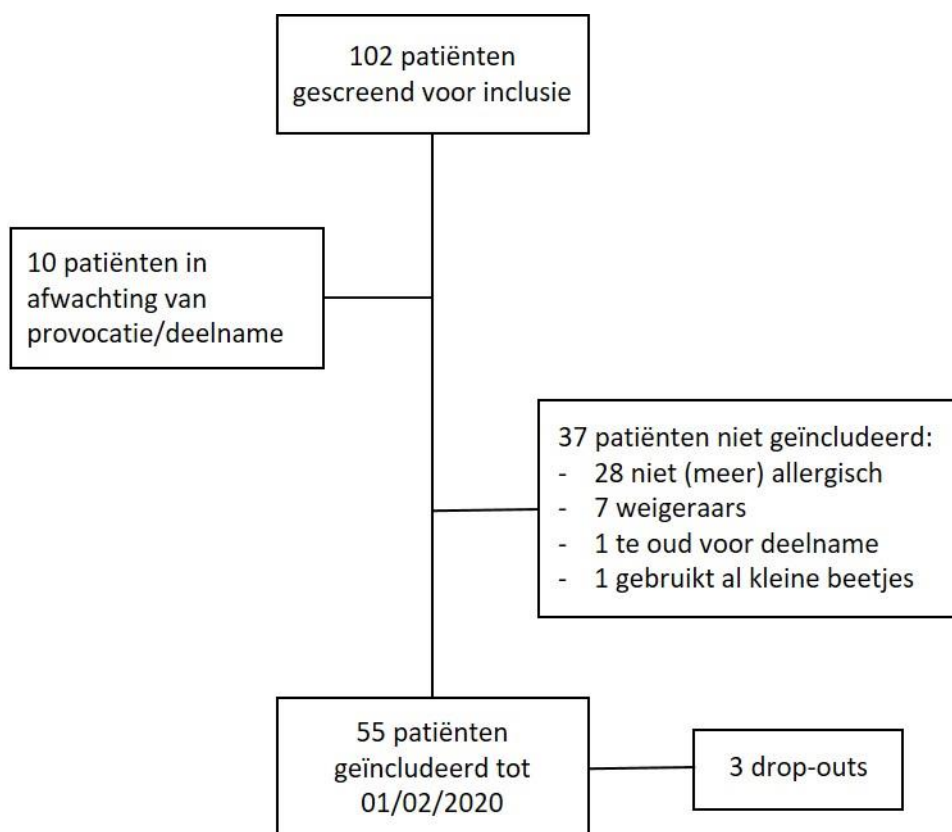 102 patiënten
gescreend voor inclusie
10 patiënten in
afwachting van
provocatie/deelname
37 patiënten niet geïncludeerd:
- 28 niet (meer) allergisch
- 7 weigeraars
- 1 te oud voor deelname
- 1 gebruikt al kleine beetjes
55 patiënten
geïncludeerd tot
01/02/2020
3 drop-outs